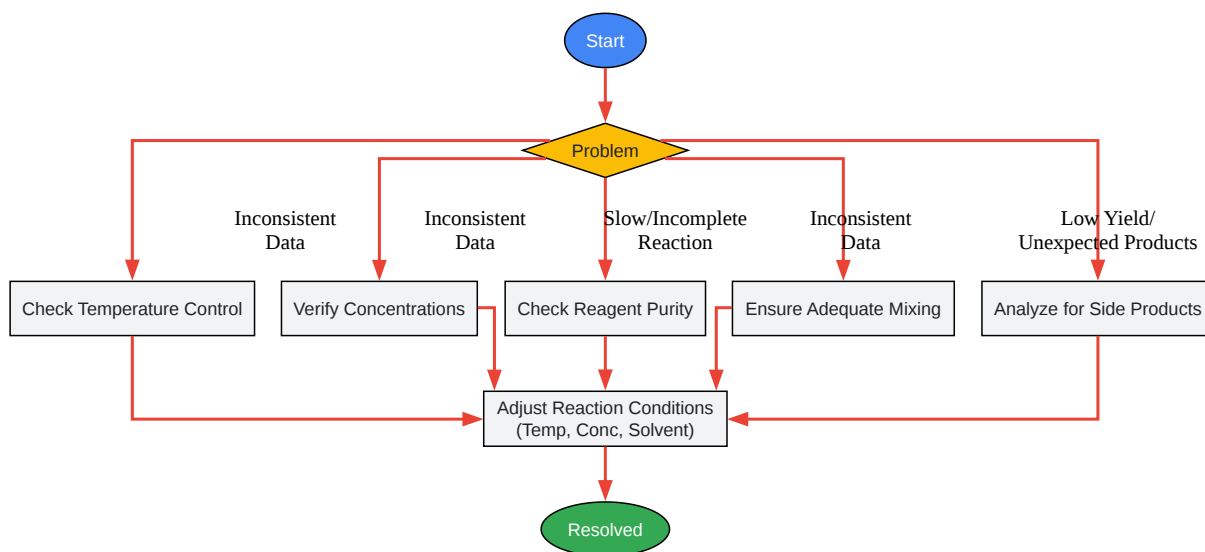 Start
Problem
Inconsistent
Data
Inconsistent
Data
Slow/Incomplete
Reaction
Inconsistent
Data
Low Yield/
Unexpected Products
Check Temperature Control
Verify Concentrations
Check Reagent Purity
Ensure Adequate Mixing
Analyze for Side Products
Adjust Reaction Conditions
(Temp, Conc, Solvent)
Resolved